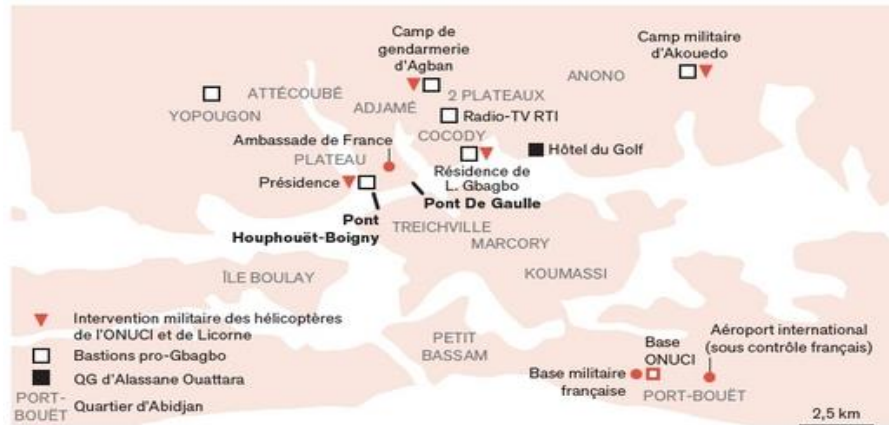 Camp de
gendarmerie
d'Agban
Camp militaire
d'Akouedo
ANONO
ATTÉCOUBÉ
2 PLATEAUX
ADJAMÉ
YOPOUGON
Radio-TV RTI
COCODY
Ambassade de France
Hôtel du Golf
PLATEAU
Résidence de
L. Gbagbo
Présidence
Pont De Gaulle
Pont
Houphouët-Boigny
TREICHVILLE
MARCORY
ÎLE BOULAY
KOUMASSI
Intervention militaire des hélicoptères
de l'ONUCI et de Licorne
Bastions pro-Gbagbo
QG d'Alassane Ouattara
PORT-
BOUËT
Quartier d'Abidjan
PETIT
BASSAM
Base
ONUCI
Aéroport international
(sous contrôle français)
Base militaire
française
PORT-BOUËT
2,5 km